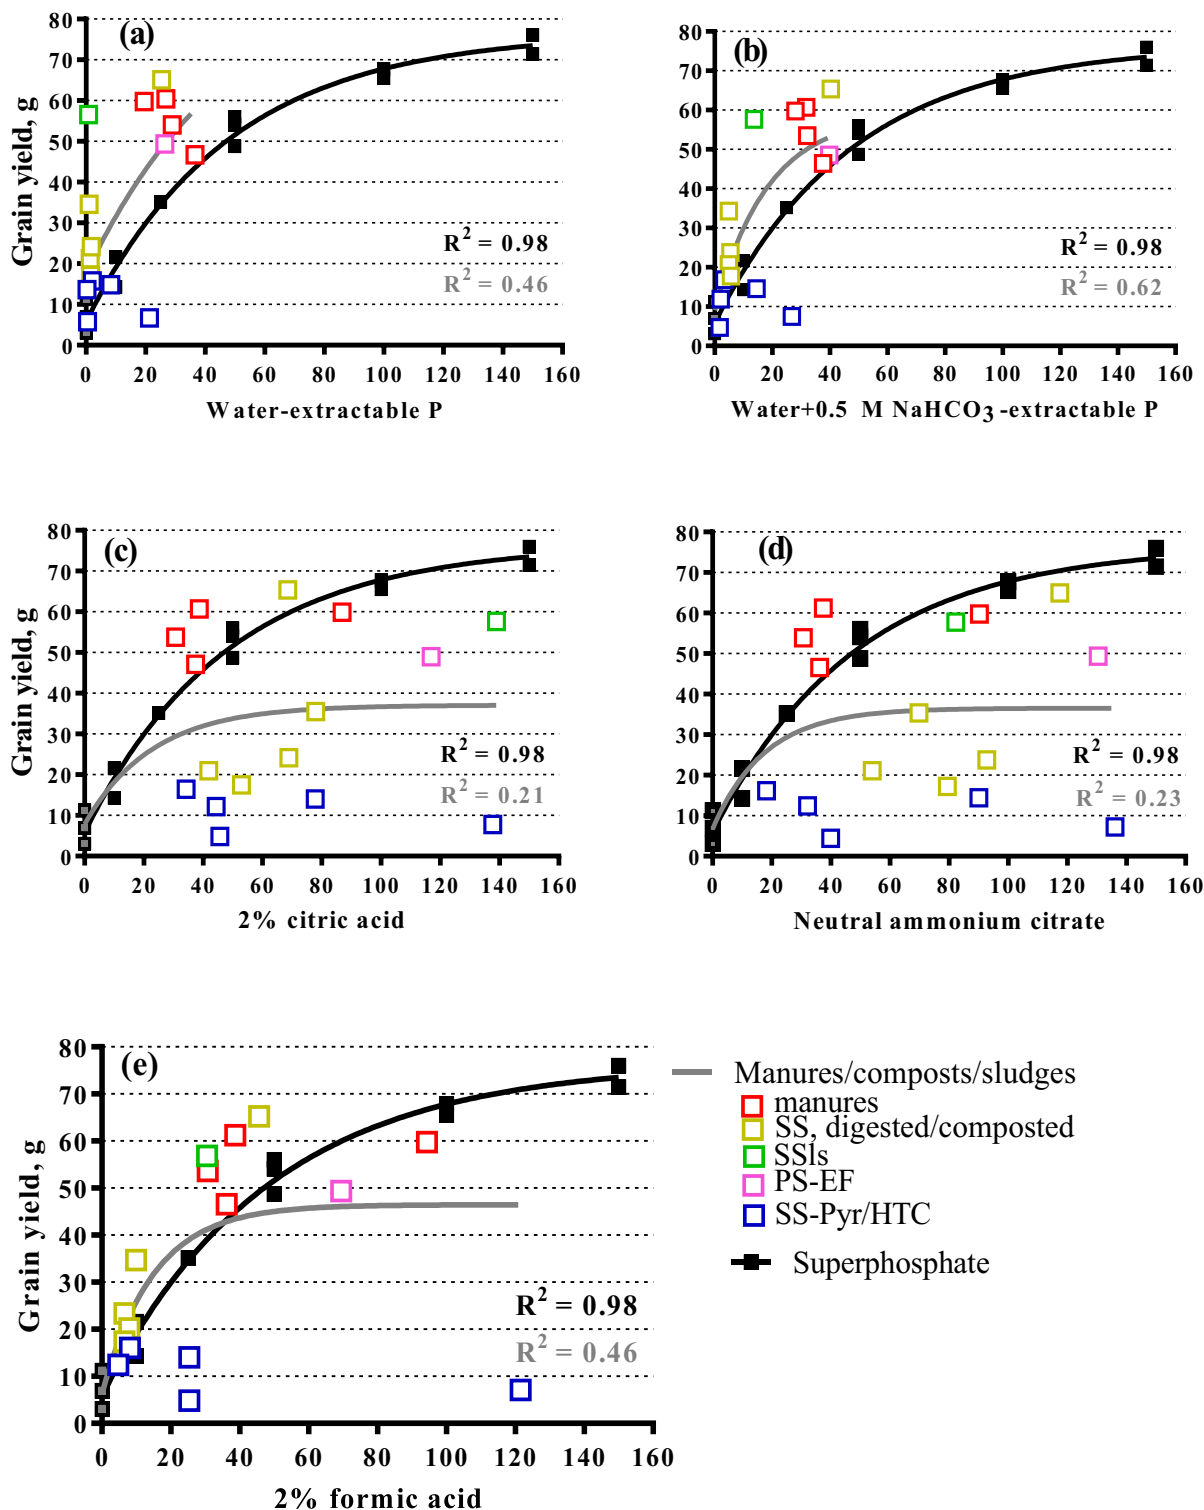 (a)
Grain yield, g
80
70
60
50
40
30
20
10
0
R² = 0.98
R² = 0.46
0 20 40 60 80 100 120 140 160
Water-extractable P
(b)
80
70
60
50
40
30
20
10
0
R² = 0.98
R² = 0.62
0 20 40 60 80 100 120 140 160
Water+0.5 M NaHCO₃-extractable P
(c)
Grain yield, g
80
70
60
50
40
30
20
10
0
R² = 0.98
R² = 0.21
0 20 40 60 80 100 120 140 160
2% citric acid
(d)
80
70
60
50
40
30
20
10
0
R² = 0.98
R² = 0.23
0 20 40 60 80 100 120 140 160
Neutral ammonium citrate
(e)
Grain yield, g
80
70
60
50
40
30
20
10
0
R² = 0.98
R² = 0.46
0 20 40 60 80 100 120 140 160
2% formic acid
Manures/composts/sludges
manures
SS, digested/composted
SSls
PS-EF
SS-Pyr/HTC
Superphosphate